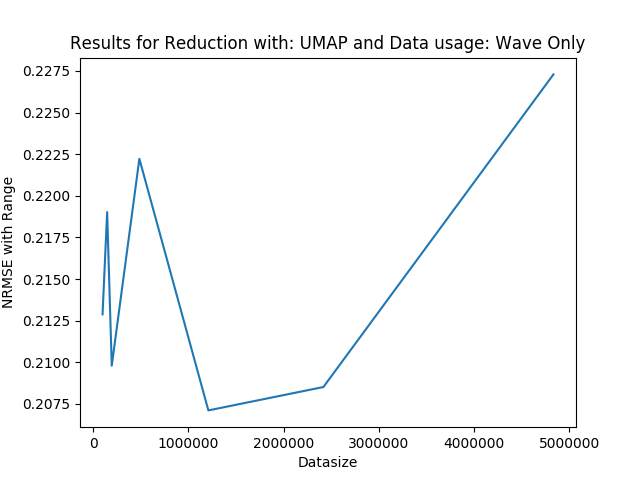 Results for Reduction with: UMAP and Data usage: Wave Only
NRMSE with Range
0.2275
0.2250
0.2225
0.2200
0.2175
0.2150
0.2125
0.2100
0.2075
0 1000000 2000000 3000000 4000000 5000000
Datasize